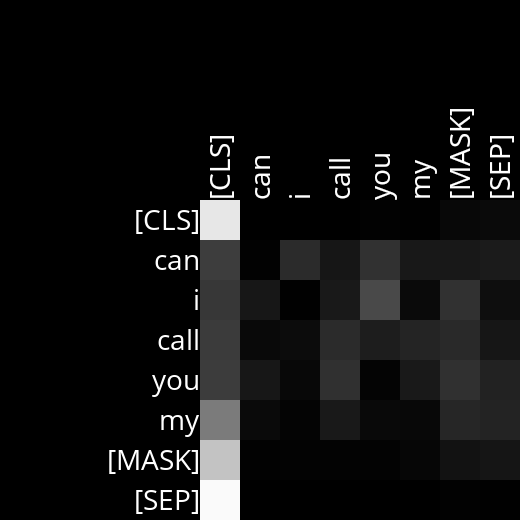 [CLS] can i call you my [MASK] [SEP]
[CLS]
can
i
call
you
my
[MASK]
[SEP]